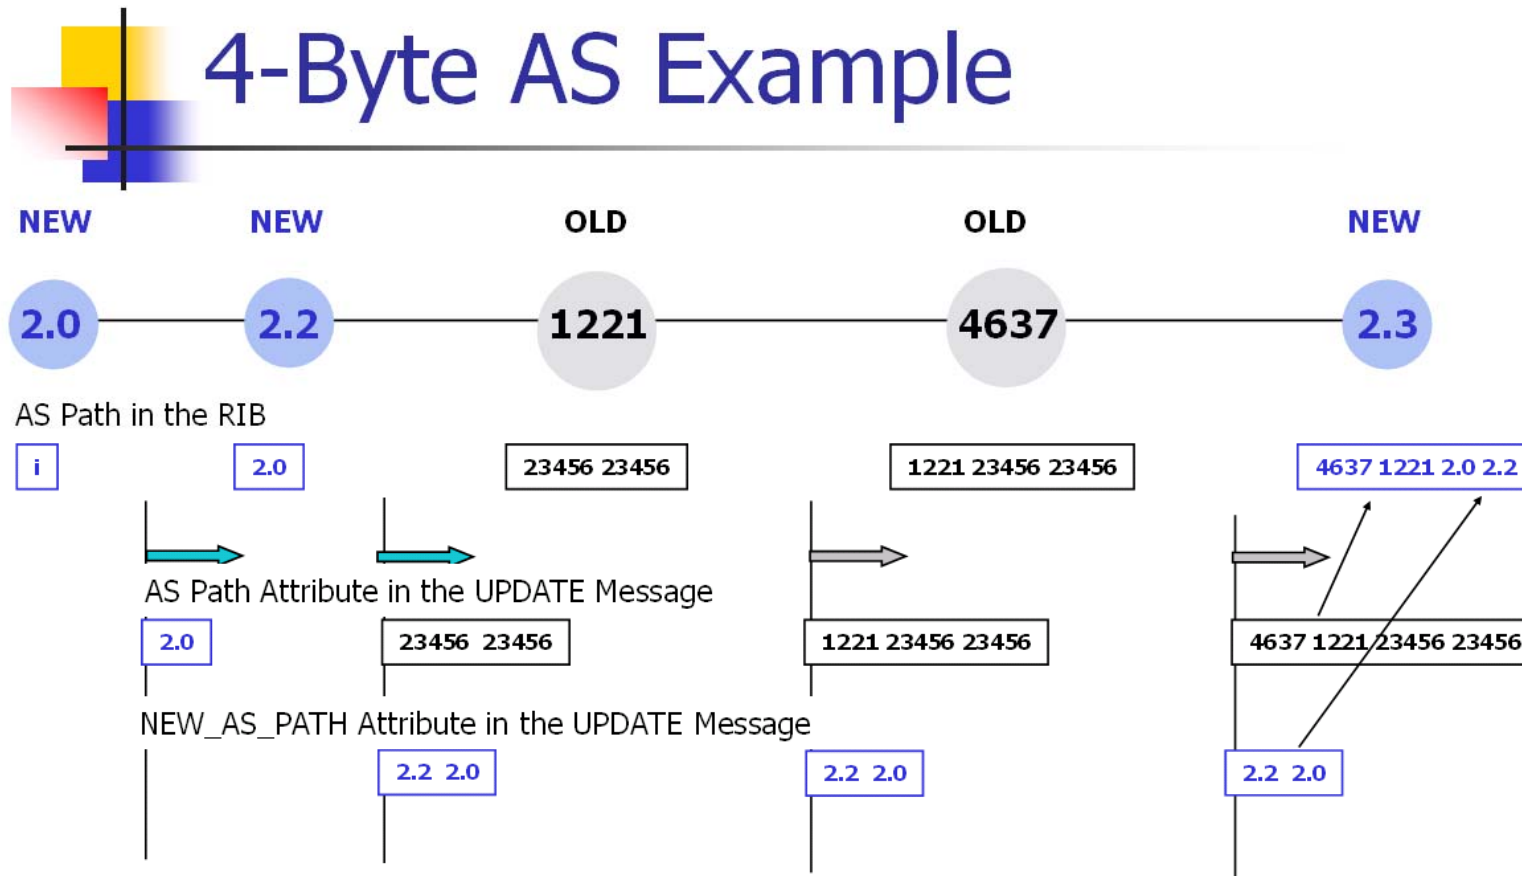 4-Byte AS Example
NEW NEW OLD OLD NEW
2.0 2.2 1221 4637 2.3
AS Path in the RIB
i 2.0 23456 23456 1221 23456 23456 4637 1221 2.0 2.2
AS Path Attribute in the UPDATE Message
2.0 23456 23456 1221 23456 23456 4637 1221 23456 23456
NEW_AS_PATH Attribute in the UPDATE Message
2.2 2.0 2.2 2.0 2.2 2.0